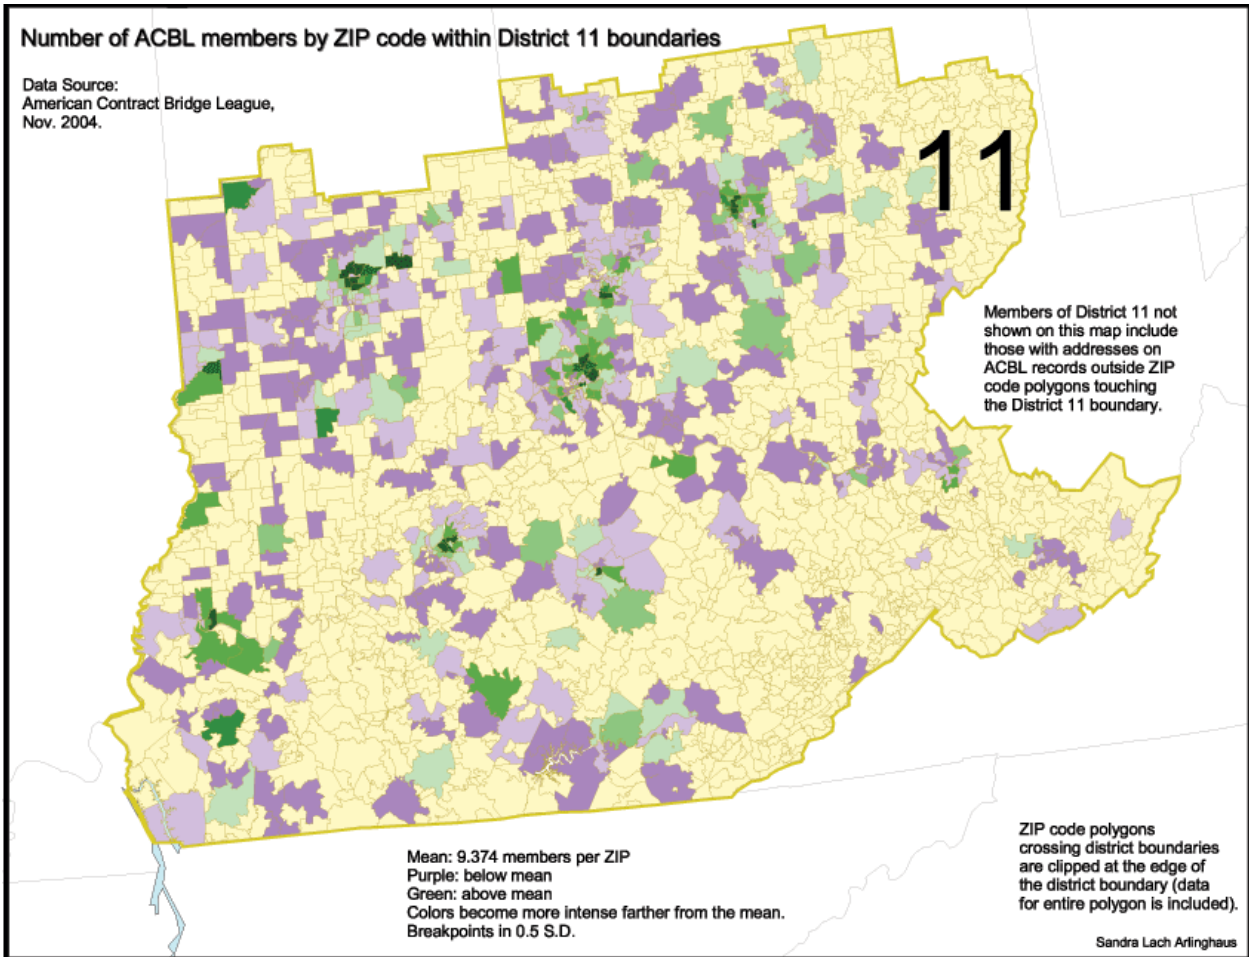 Number of ACBL members by ZIP code within District 11 boundaries
Data Source:
American Contract Bridge League,
Nov. 2004.
11
Members of District 11 not
shown on this map include
those with addresses on
ACBL records outside ZIP
code polygons touching
the District 11 boundary.
Mean: 9.374 members per ZIP
Purple: below mean
Green: above mean
Colors become more intense farther from the mean.
Breakpoints in 0.5 S.D.
ZIP code polygons
crossing district boundaries
are clipped at the edge of
the district boundary (data
for entire polygon is included).
Sandra Lach Arlinghaus